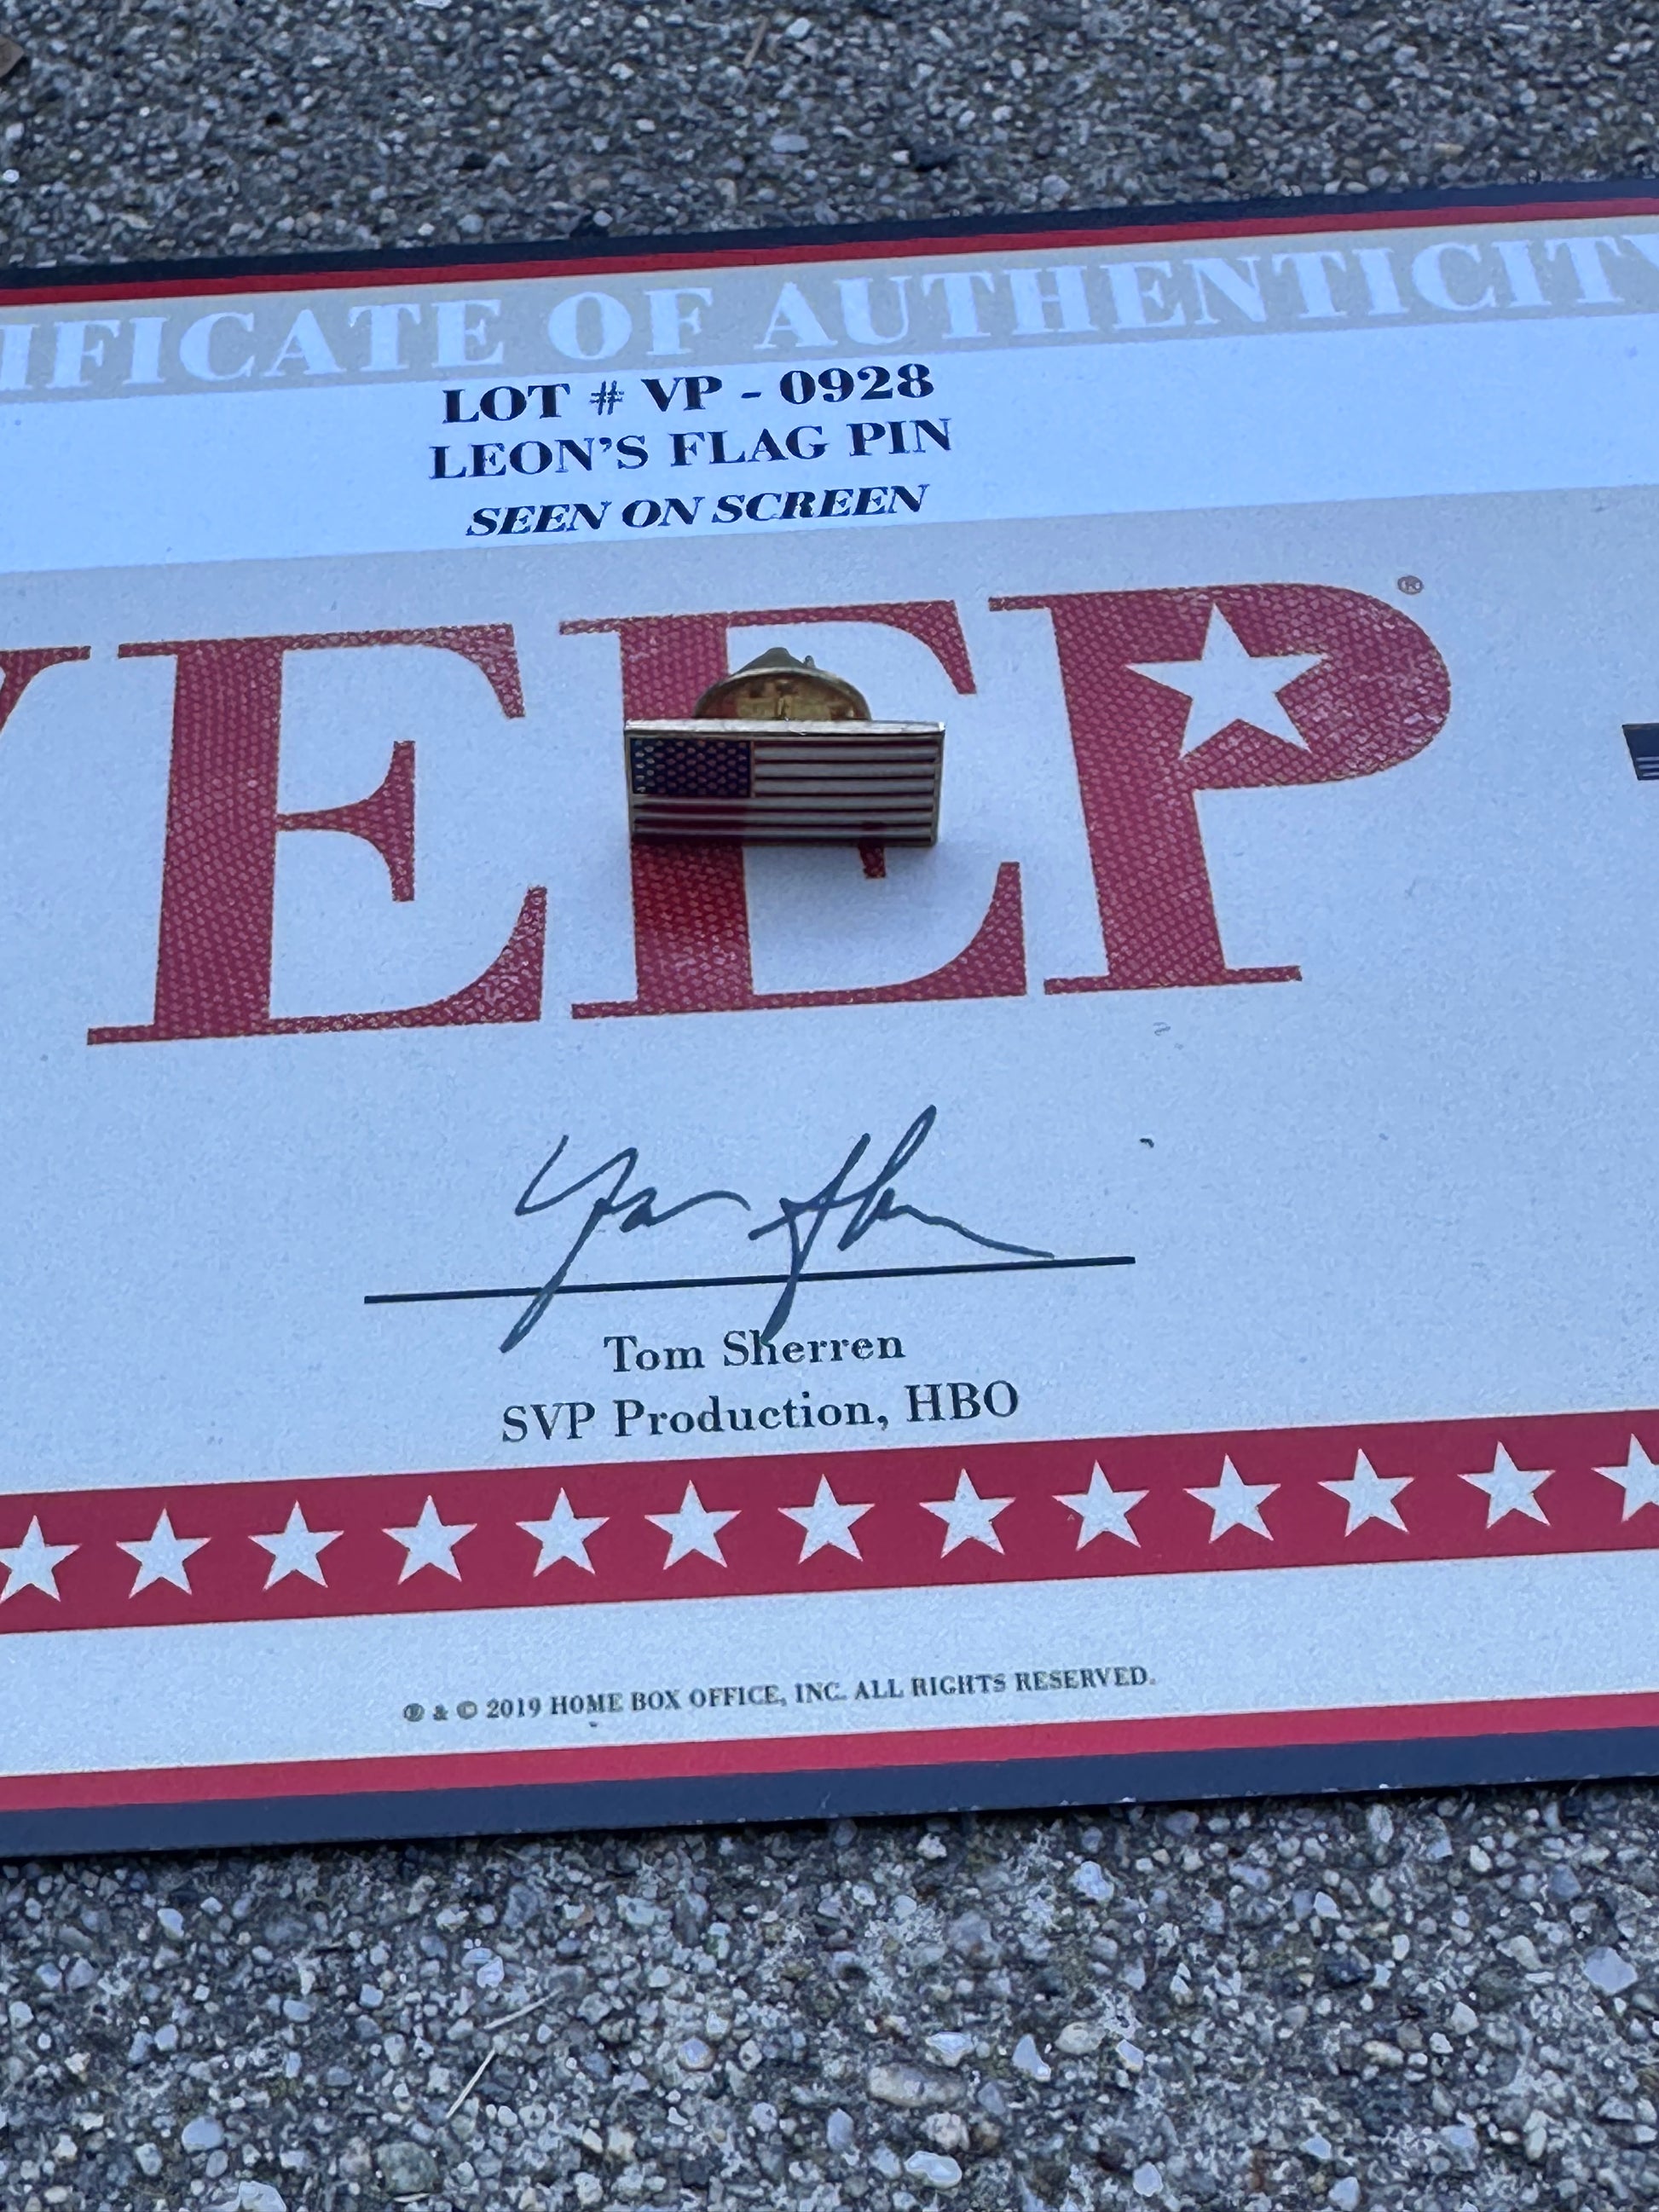 IFICATE OF AUTHENTICITY
LOT # VP - 0928
LEON'S FLAG PIN
SEEN ON SCREEN
VEEP®
Tom Sherren
SVP Production, HBO
® & © 2019 HOME BOX OFFICE, INC. ALL RIGHTS RESERVED.